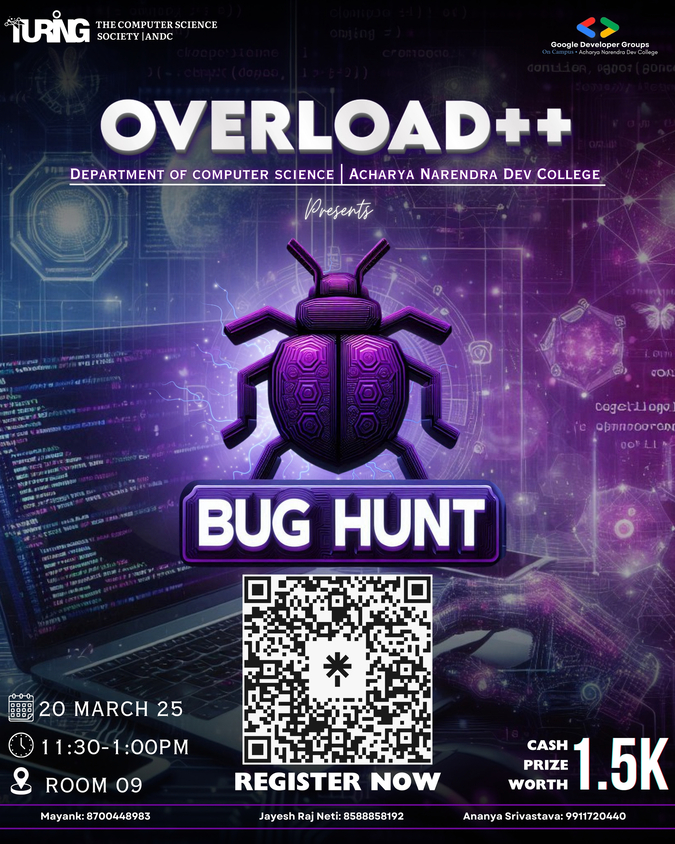 TURING
THE COMPUTER SCIENCE
SOCIETY |ANDC
Google Developer Groups
On Campus • Acharya Narendra Dev College
OVERLOAD++
DEPARTMENT OF COMPUTER SCIENCE | ACHARYA NARENDRA DEV COLLEGE
Presents
BUG HUNT
20 MARCH 25
11:30-1:00PM
ROOM 09
REGISTER NOW
CASH
PRIZE
WORTH
1.5K
Mayank: 8700448983
Jayesh Raj Neti: 8588858192
Ananya Srivastava: 9911720440